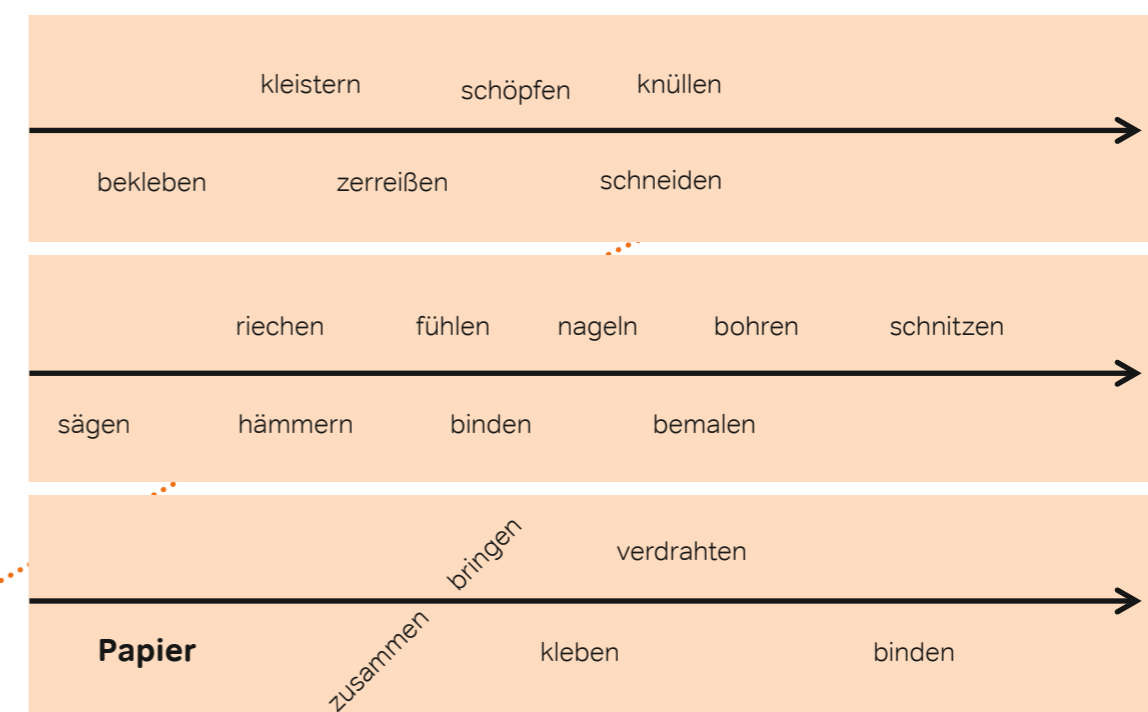 kleistern schöpfen knüllen
bekleben zerreißen schneiden
riechen fühlen nageln bohren schnitzen
sägen hämmern binden bemalen
zusammen bringen
verdrahten
Papier kleben binden